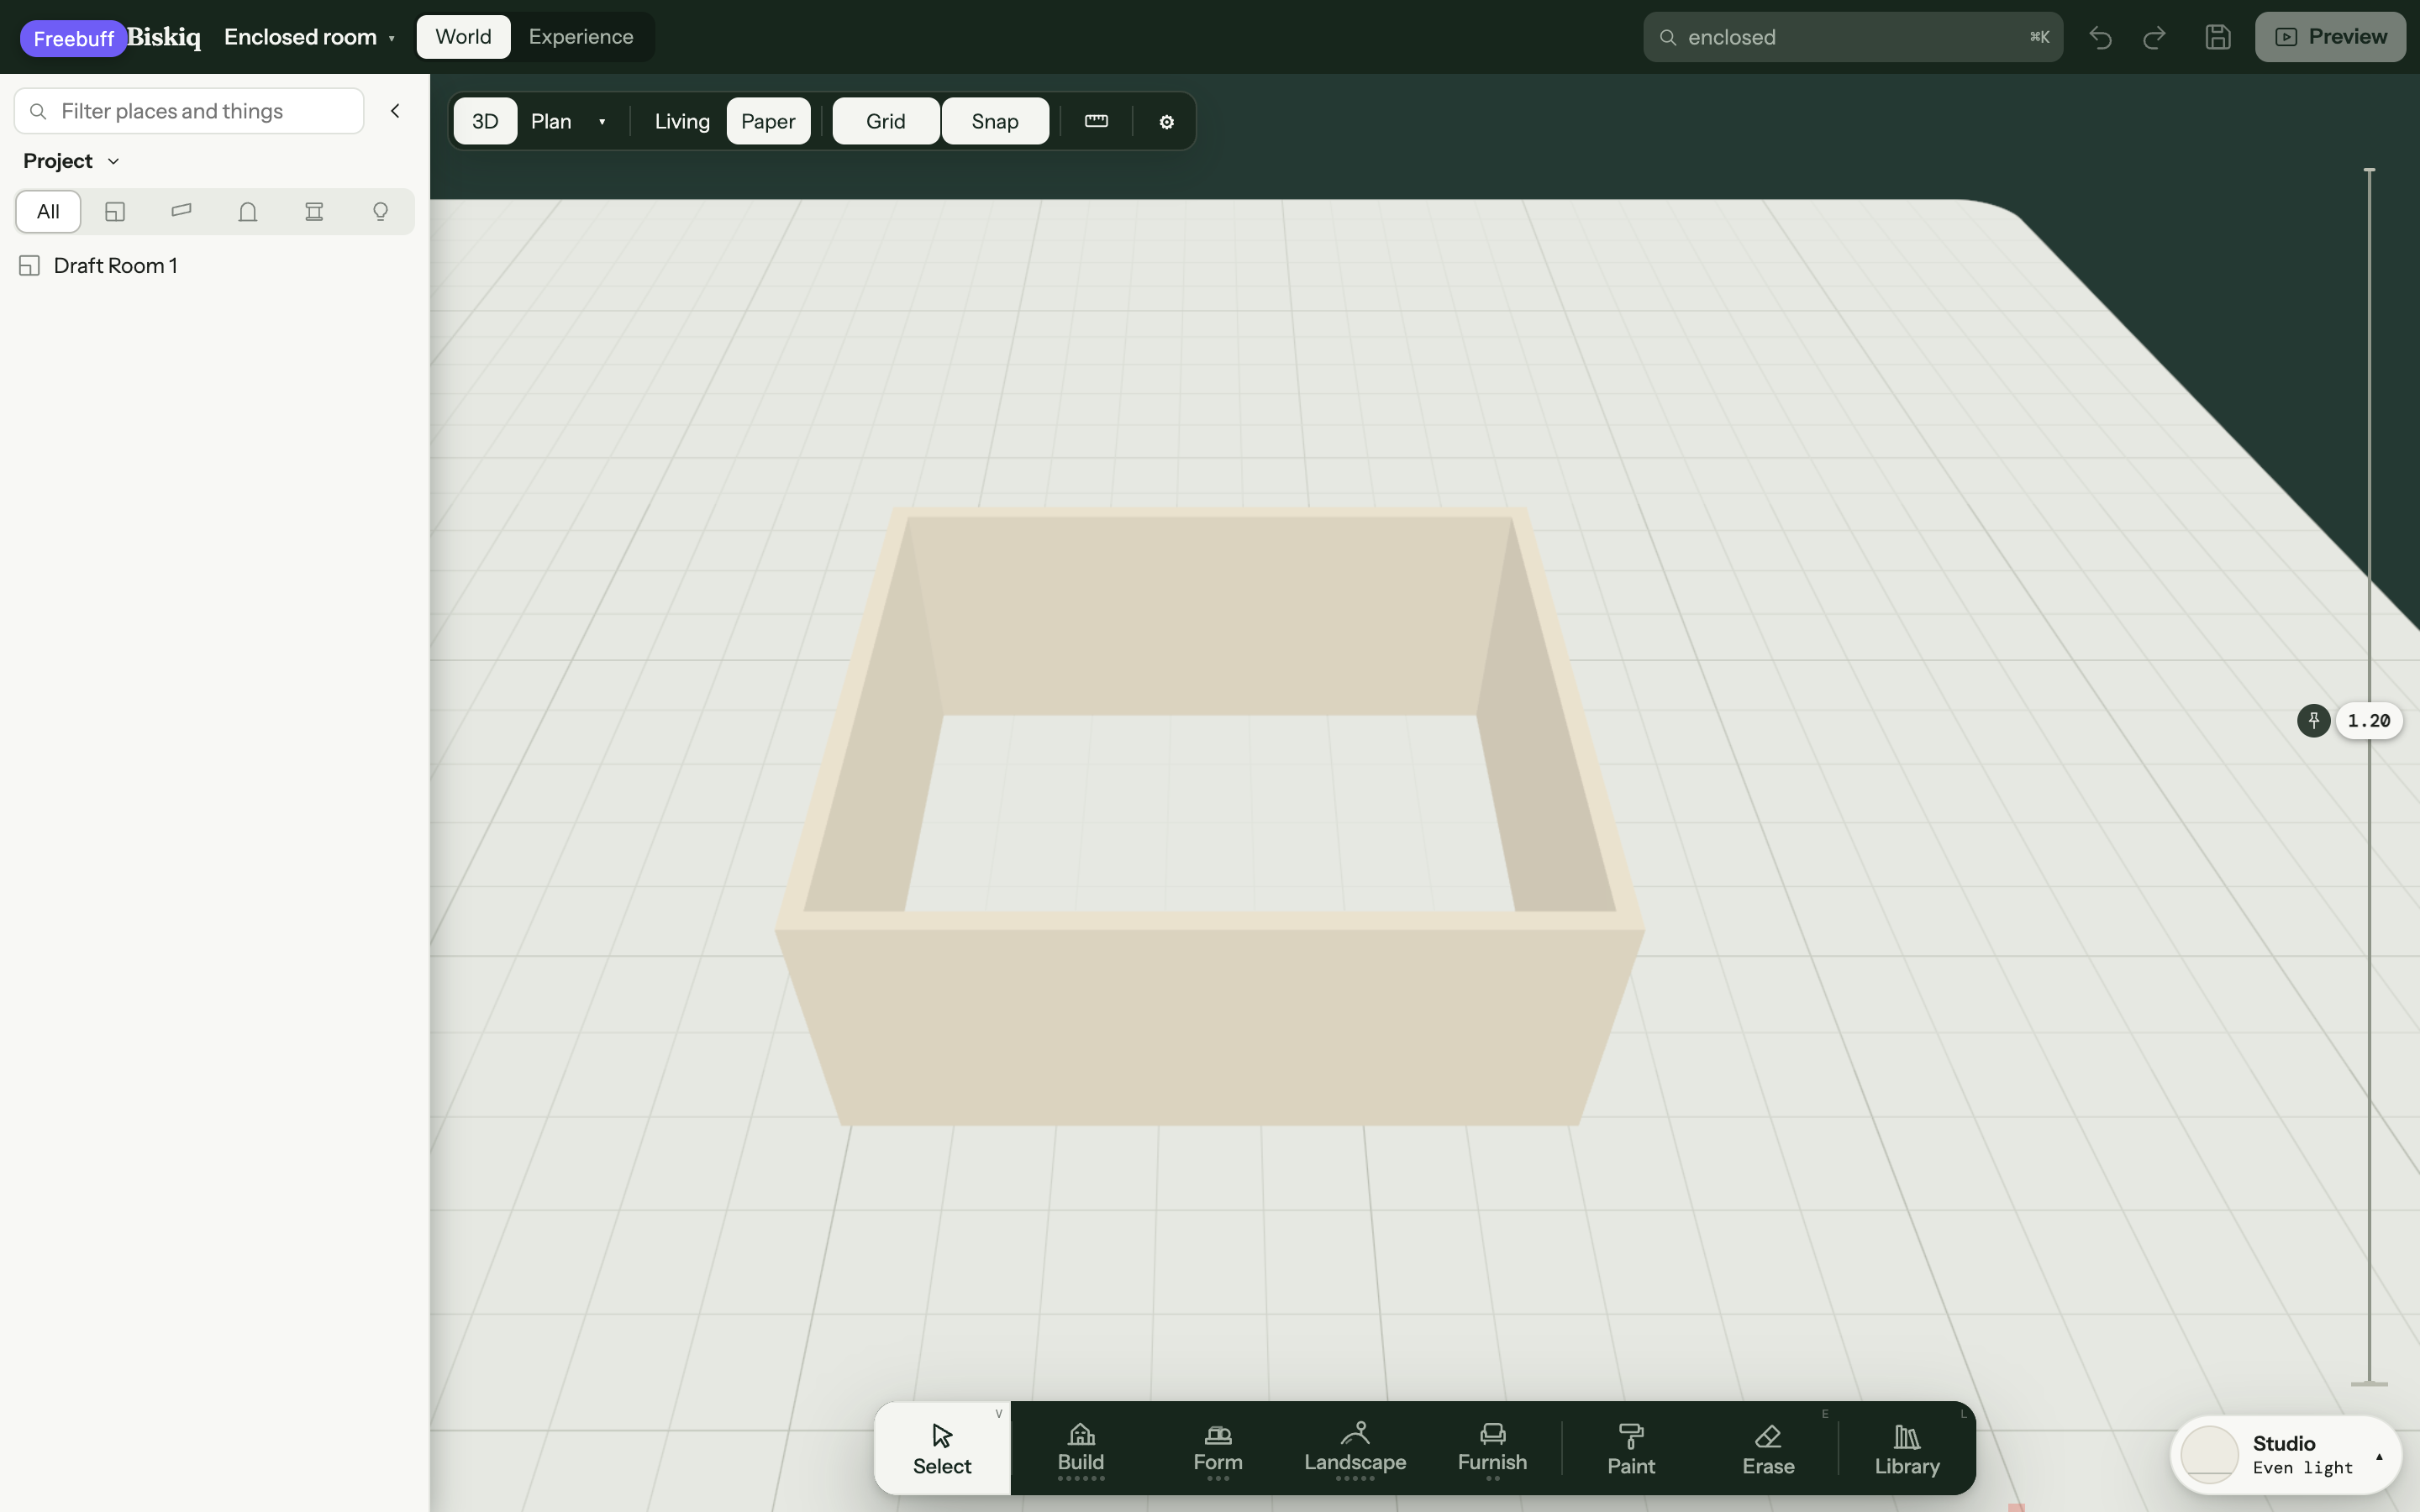 Freebuff Biskiq Enclosed room World Experience enclosed ⌘K Preview
Filter places and things
3D Plan Living Paper Grid Snap
Project
All
Draft Room 1
1.20
V E L
Select Build Form Landscape Furnish Paint Erase Library
Studio
Even light